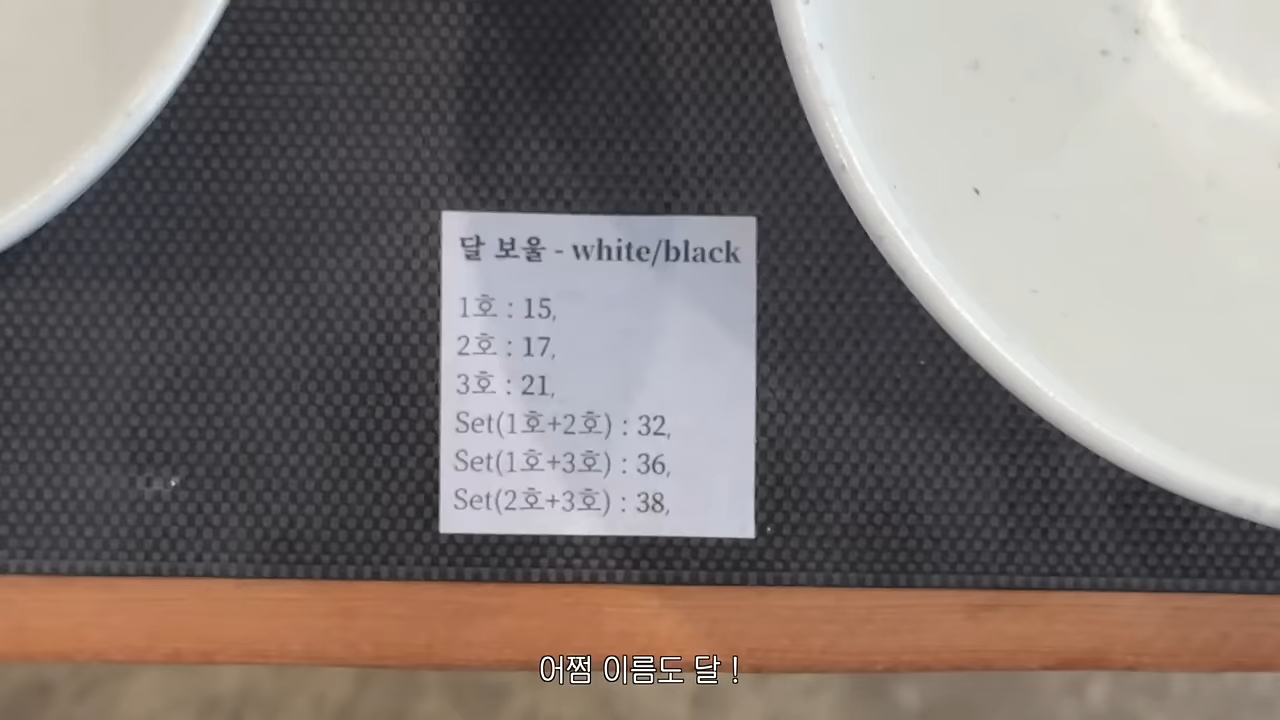 달 보울 - white/black
1호 : 15,
2호 : 17,
3호 : 21,
Set(1호+2호) : 32,
Set(1호+3호) : 36,
Set(2호+3호) : 38,
어쩜 이름도 달 !